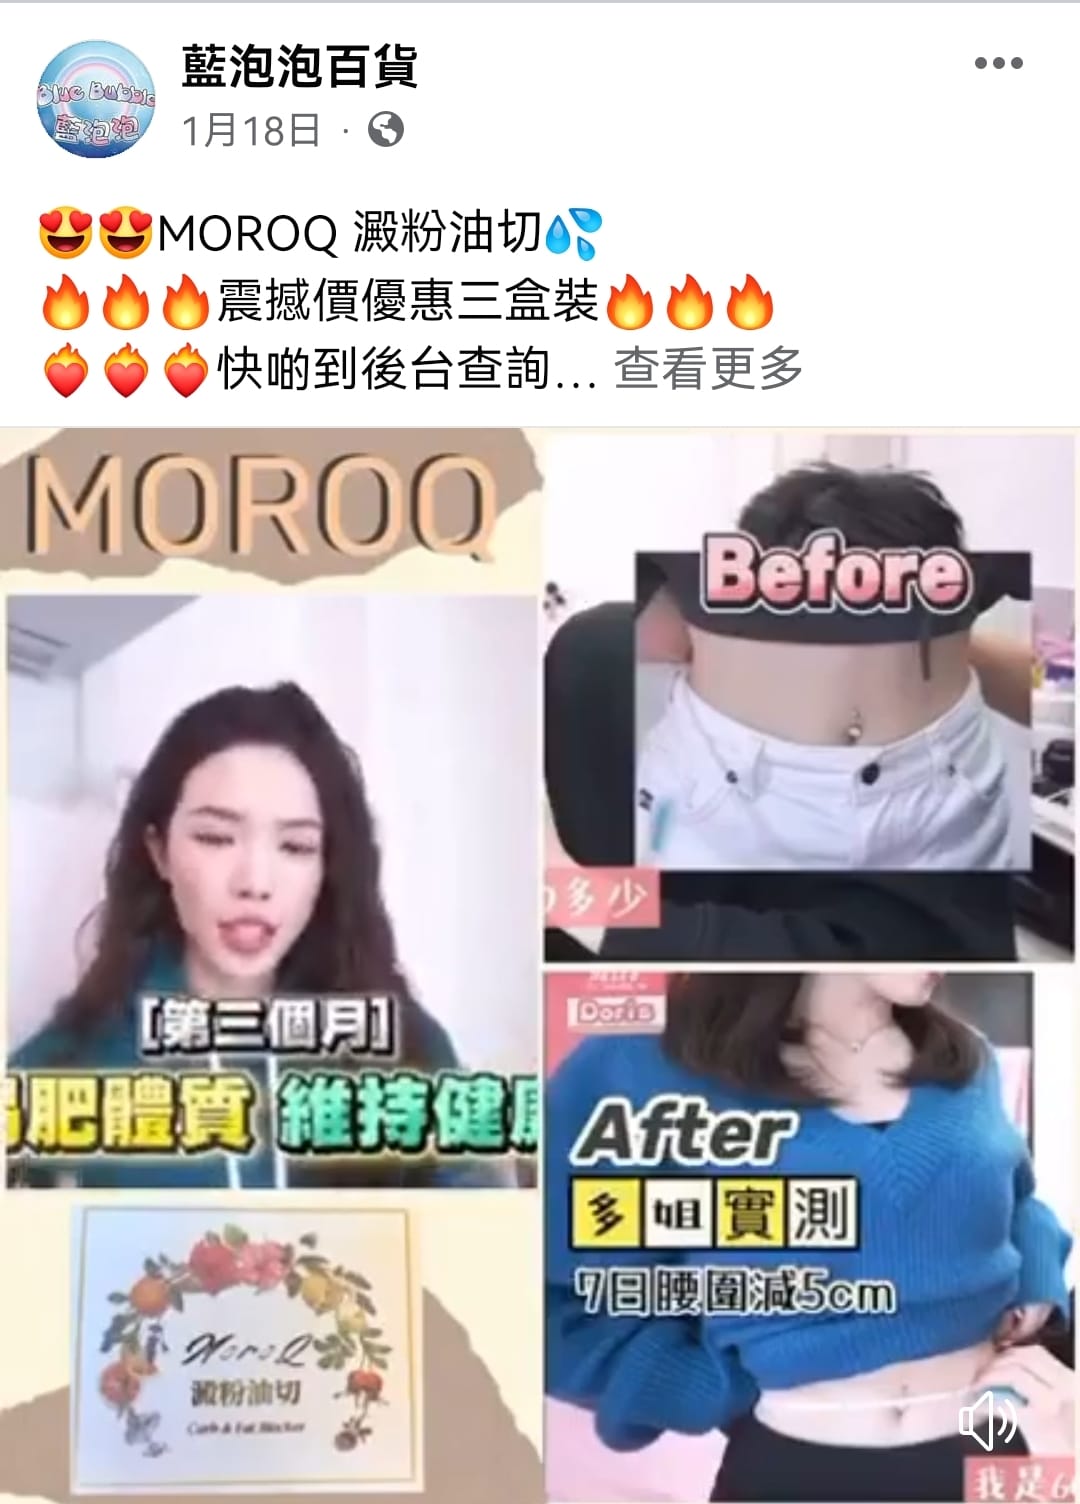 Blue Bubble
藍泡泡
藍泡泡百貨
1月18日 ·
😍😍MOROQ 澱粉油切💦
🔥🔥🔥震撼價優惠三盒裝🔥🔥🔥
❤️‍🔥❤️‍🔥❤️‍🔥快啲到後台查詢... 查看更多
MOROQ
[第三個月]
肥體質 維持健
MoroQ
澱粉油切
Carb & Fat Blocker
Before
多少
Doris
After
多姐實測
7日腰圍減5cm
我是6